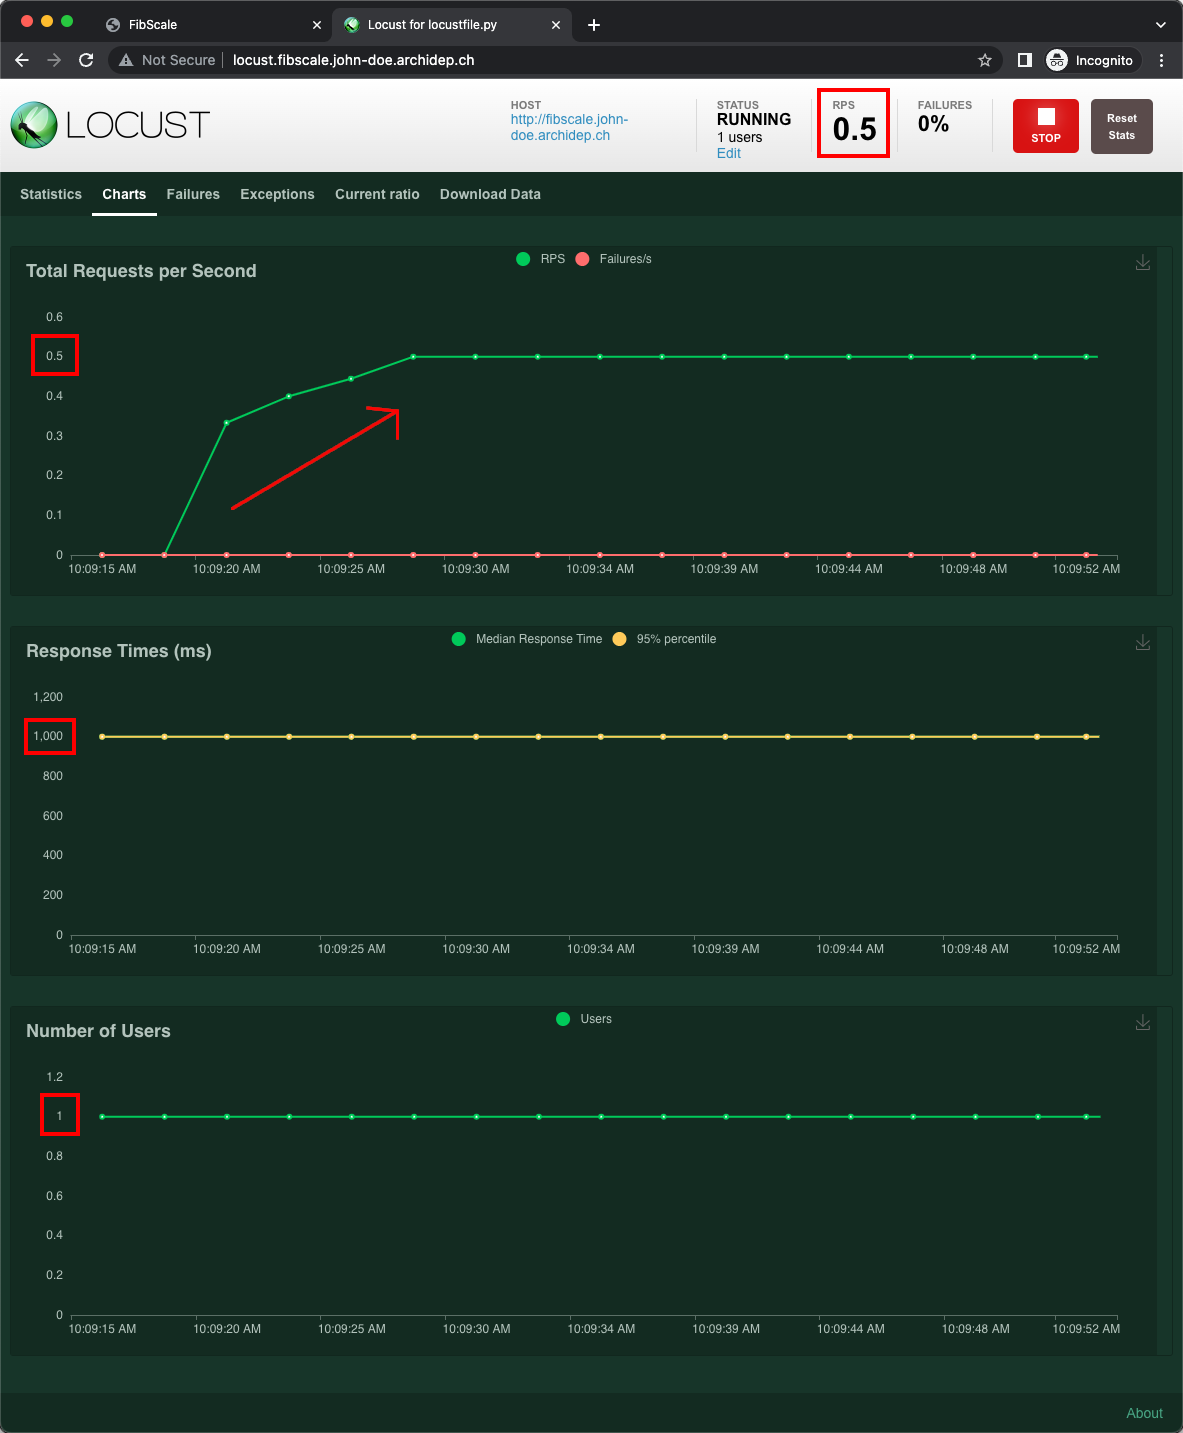 FibScale
Locust for locustfile.py
Not Secure
locust.fibscale.john-doe.archidep.ch
Incognito
LOCUST
HOST
http://fibscale.john-
doe.archidep.ch
STATUS
RUNNING
1 users
Edit
RPS
0.5
FAILURES
0%
STOP
Reset
Stats
Statistics Charts Failures Exceptions Current ratio Download Data
Total Requests per Second
RPS Failures/s
0.6
0.5
0.4
0.3
0.2
0.1
0
10:09:15 AM 10:09:20 AM 10:09:25 AM 10:09:30 AM 10:09:34 AM 10:09:39 AM 10:09:44 AM 10:09:48 AM 10:09:52 AM
Response Times (ms)
Median Response Time 95% percentile
1,200
1,000
800
600
400
200
0
10:09:15 AM 10:09:20 AM 10:09:25 AM 10:09:30 AM 10:09:34 AM 10:09:39 AM 10:09:44 AM 10:09:48 AM 10:09:52 AM
Number of Users
Users
1.2
1
0.8
0.6
0.4
0.2
0
10:09:15 AM 10:09:20 AM 10:09:25 AM 10:09:30 AM 10:09:34 AM 10:09:39 AM 10:09:44 AM 10:09:48 AM 10:09:52 AM
About